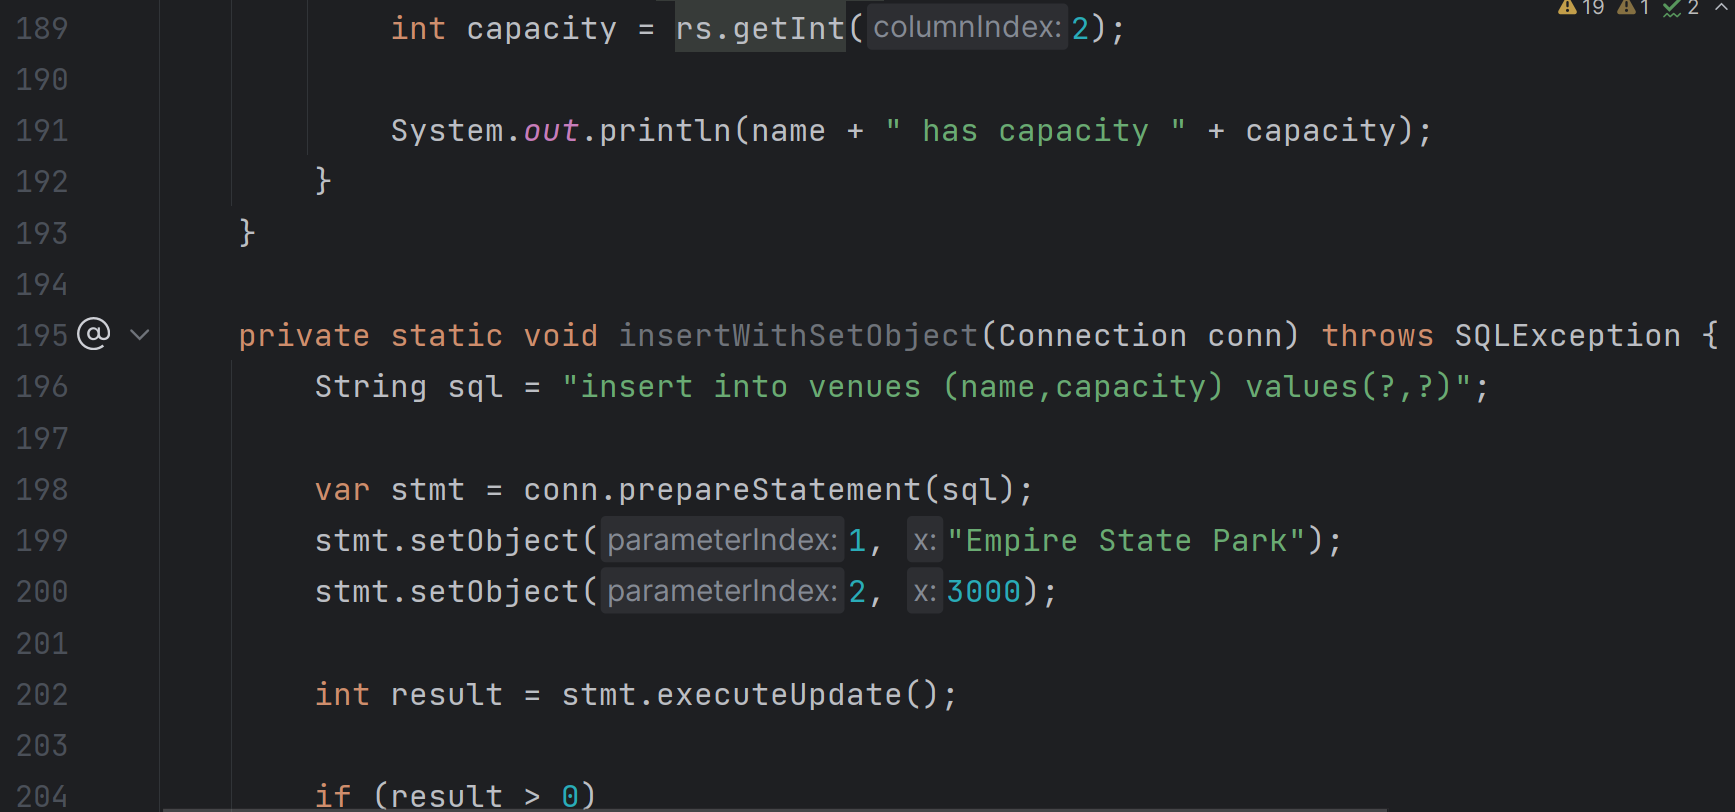 19 1 2
189 int capacity = rs.getInt( columnIndex: 2);
190
191 System.out.println(name + " has capacity " + capacity);
192 }
193 }
194
195 @ private static void insertWithSetObject(Connection conn) throws SQLException {
196 String sql = "insert into venues (name,capacity) values(?,?)";
197
198 var stmt = conn.prepareStatement(sql);
199 stmt.setObject( parameterIndex: 1, x: "Empire State Park");
200 stmt.setObject( parameterIndex: 2, x: 3000);
201
202 int result = stmt.executeUpdate();
203
204 if (result > 0)